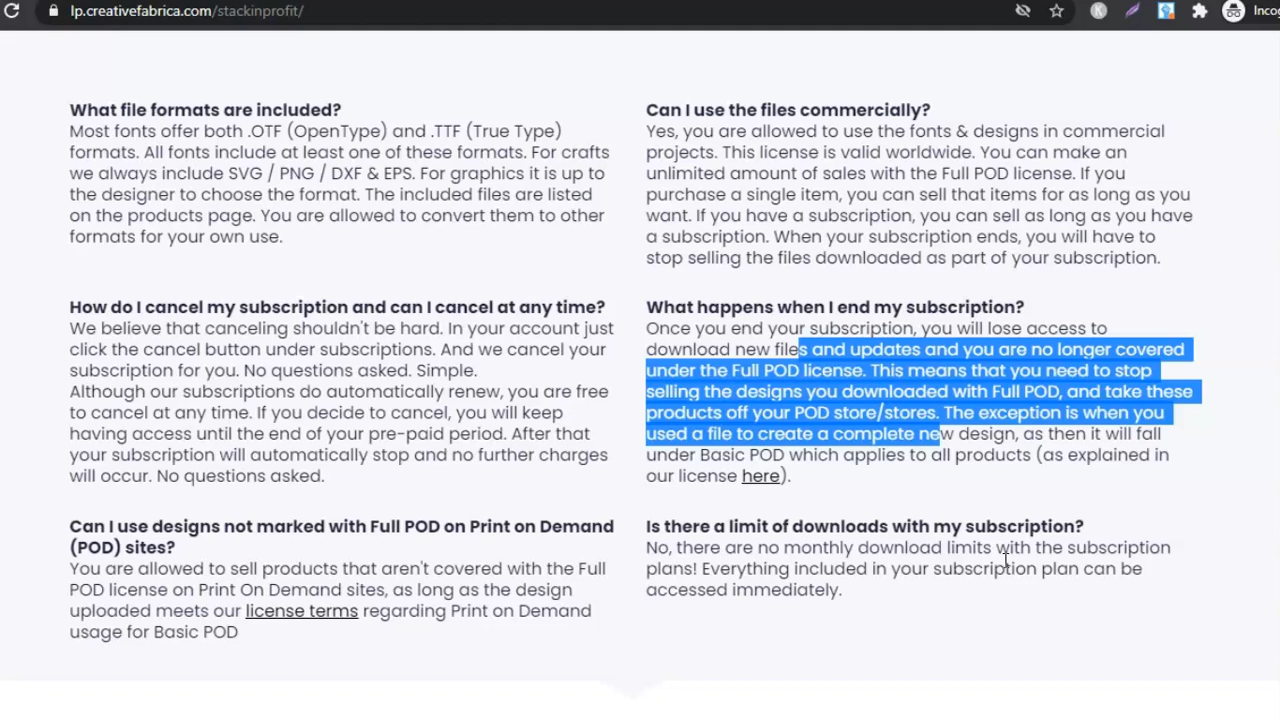 lp.creativefabrica.com/stackinprofit/
Incog
What file formats are included?
Most fonts offer both .OTF (OpenType) and .TTF (True Type)
formats. All fonts include at least one of these formats. For crafts
we always include SVG / PNG / DXF & EPS. For graphics it is up to
the designer to choose the format. The included files are listed
on the products page. You are allowed to convert them to other
formats for your own use.
Can I use the files commercially?
Yes, you are allowed to use the fonts & designs in commercial
projects. This license is valid worldwide. You can make an
unlimited amount of sales with the Full POD license. If you
purchase a single item, you can sell that items for as long as you
want. If you have a subscription, you can sell as long as you have
a subscription. When your subscription ends, you will have to
stop selling the files downloaded as part of your subscription.
How do I cancel my subscription and can I cancel at any time?
We believe that canceling shouldn't be hard. In your account just
click the cancel button under subscriptions. And we cancel your
subscription for you. No questions asked. Simple.
Although our subscriptions do automatically renew, you are free
to cancel at any time. If you decide to cancel, you will keep
having access until the end of your pre-paid period. After that
your subscription will automatically stop and no further charges
will occur. No questions asked.
What happens when I end my subscription?
Once you end your subscription, you will lose access to
download new files and updates and you are no longer covered
under the Full POD license. This means that you need to stop
selling the designs you downloaded with Full POD, and take these
products off your POD store/stores. The exception is when you
used a file to create a complete new design, as then it will fall
under Basic POD which applies to all products (as explained in
our license here).
Can I use designs not marked with Full POD on Print on Demand
(POD) sites?
You are allowed to sell products that aren't covered with the Full
POD license on Print On Demand sites, as long as the design
uploaded meets our license terms regarding Print on Demand
usage for Basic POD
Is there a limit of downloads with my subscription?
No, there are no monthly download limits with the subscription
plans! Everything included in your subscription plan can be
accessed immediately.